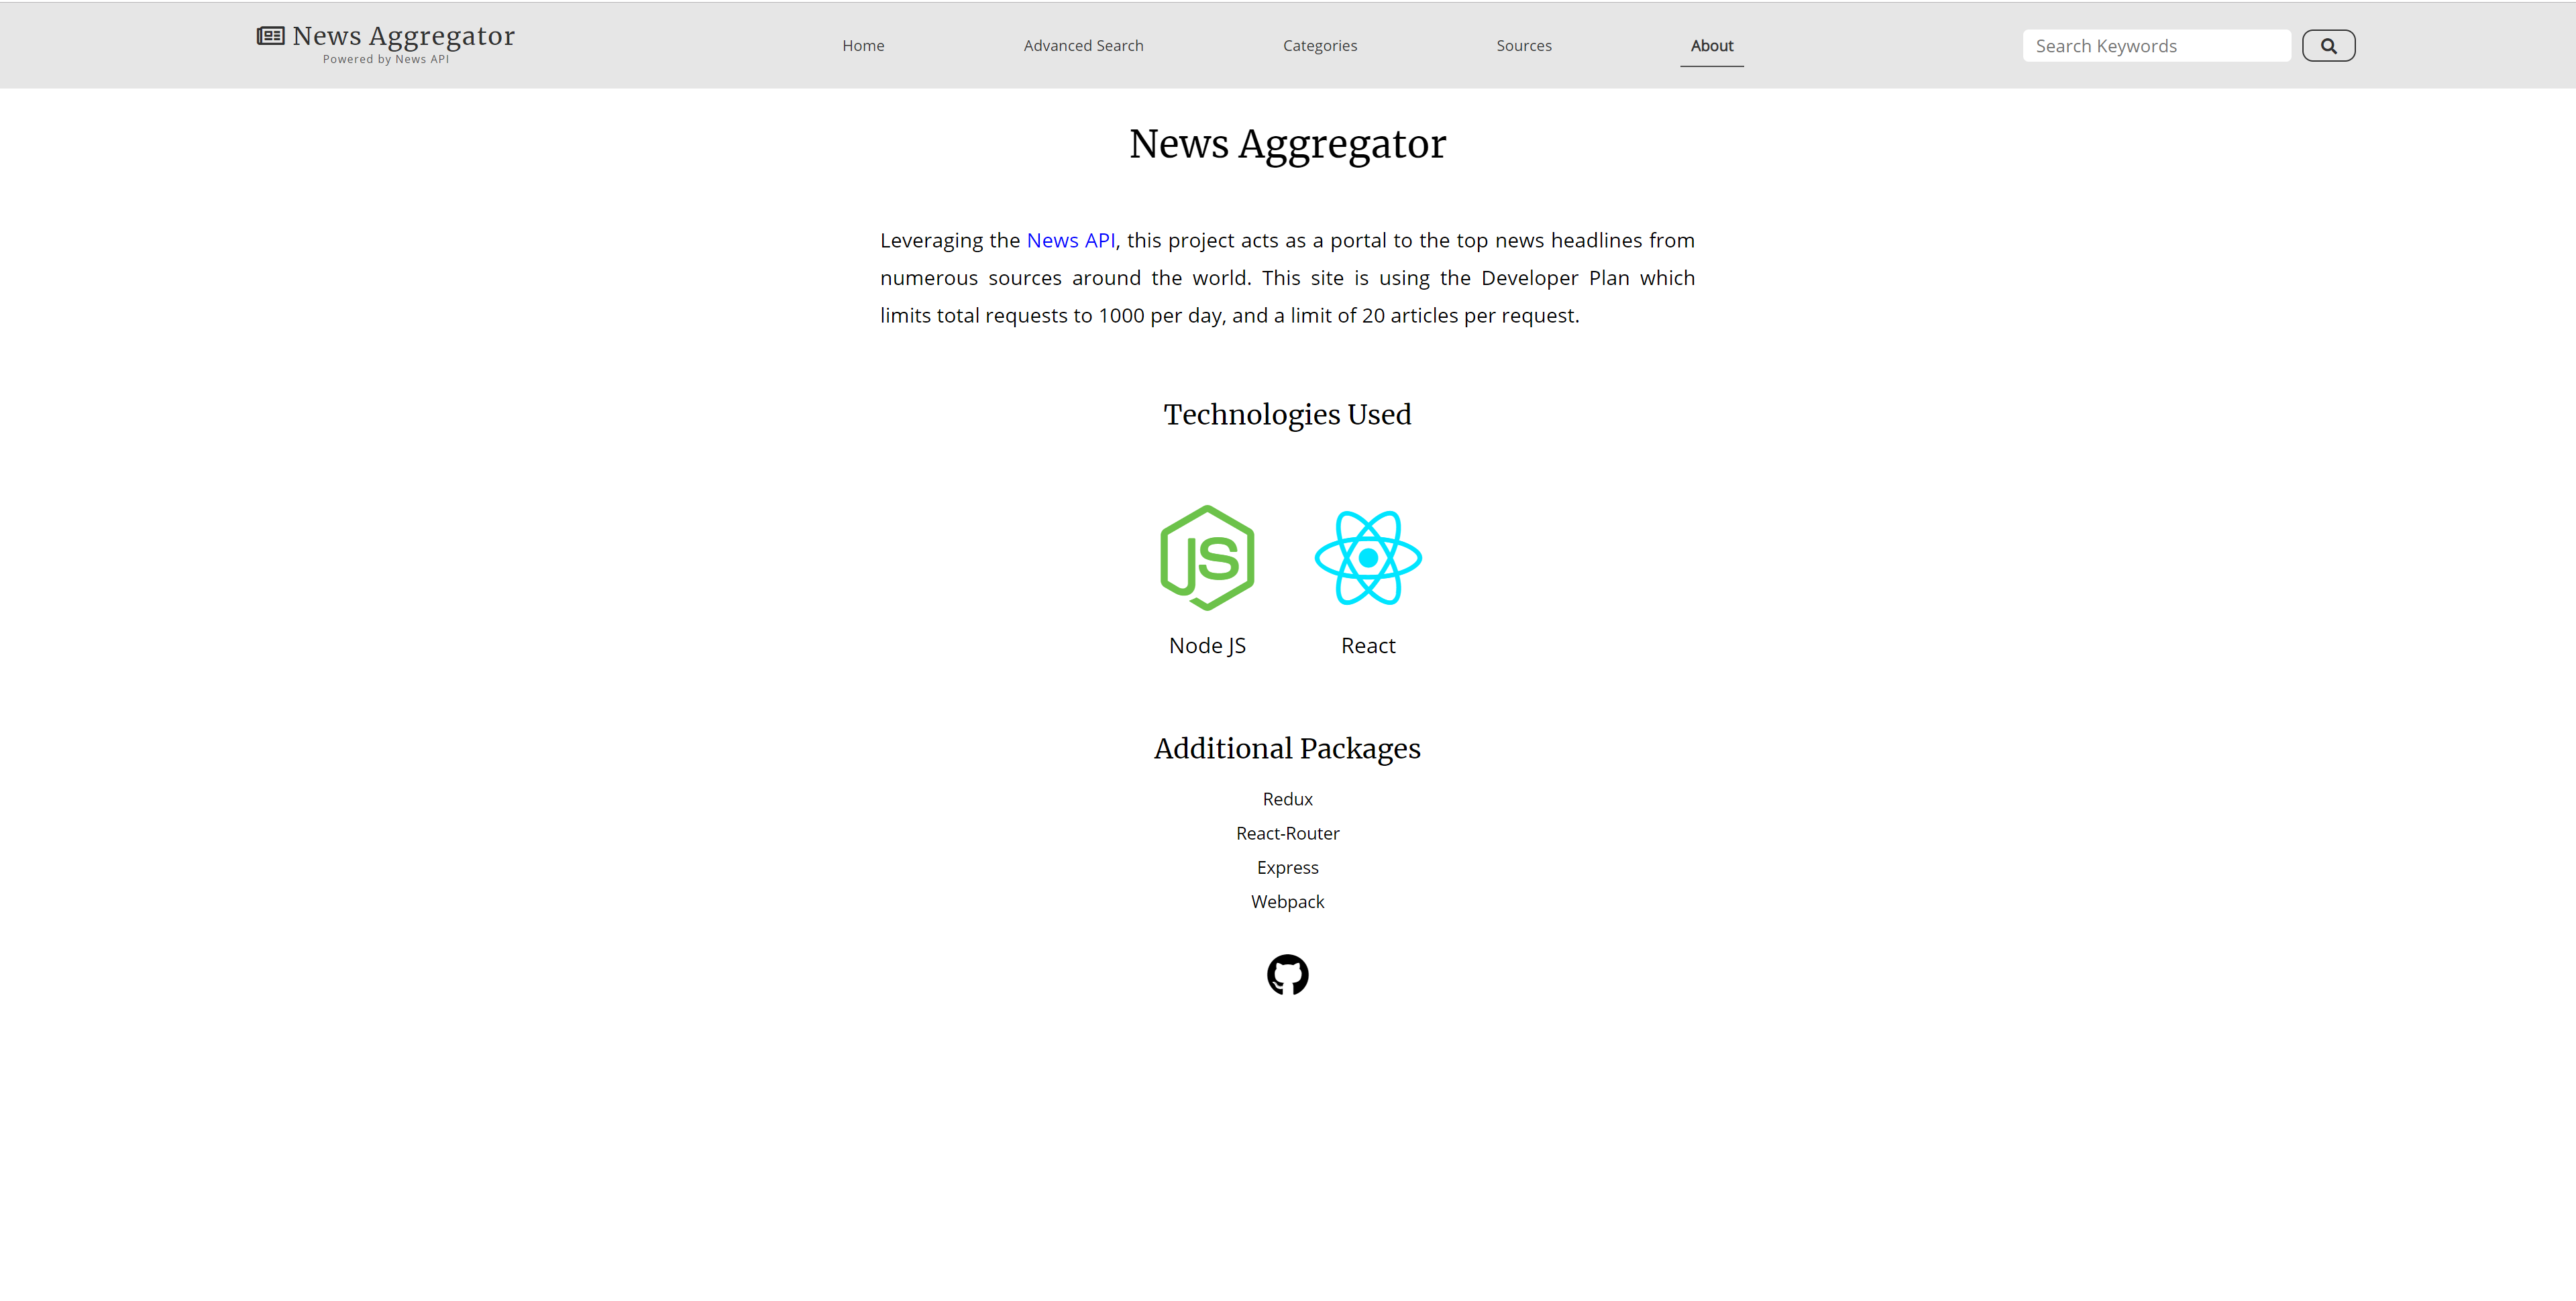 News Aggregator
Powered by News API
Home
Advanced Search
Categories
Sources
About
Search Keywords
News Aggregator
Leveraging the News API, this project acts as a portal to the top news headlines from
numerous sources around the world. This site is using the Developer Plan which
limits total requests to 1000 per day, and a limit of 20 articles per request.
Technologies Used
JS
Node JS
React
Additional Packages
Redux
React-Router
Express
Webpack